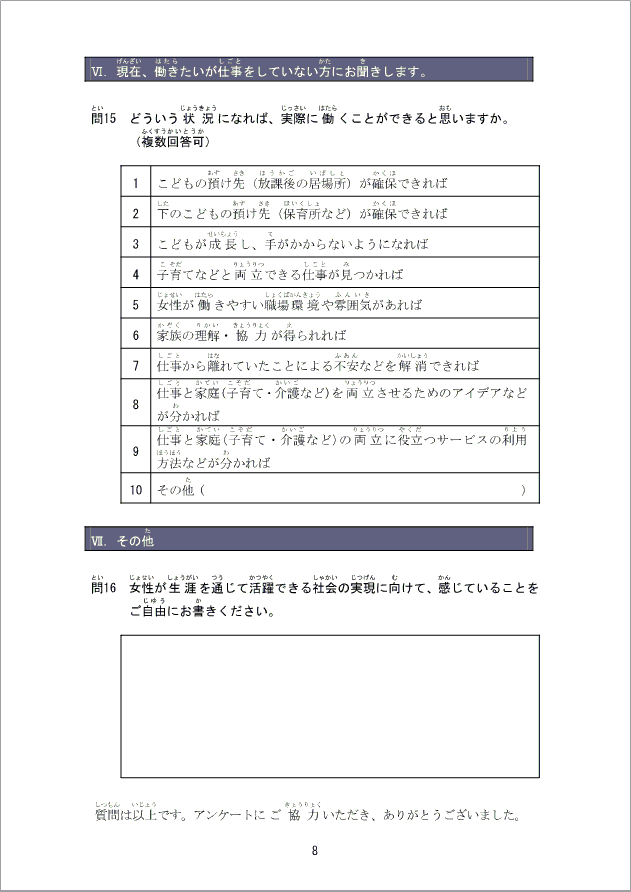 Ⅵ. 現在、働きたいが仕事をしていない方にお聞きします。
問15 どういう状況になれば、実際に働くことができると思いますか。
（複数回答可）
1 こどもの預け先（放課後の居場所）が確保できれば
2 下のこどもの預け先（保育所など）が確保できれば
3 こどもが成長し、手がかからないようになれば
4 子育てなどと両立できる仕事が見つかれば
5 女性が働きやすい職場環境や雰囲気があれば
6 家族の理解・協力が得られれば
7 仕事から離れていたことによる不安などを解消できれば
8 仕事と家庭(子育て・介護など)を両立させるためのアイデアなど
が分かれば
9 仕事と家庭(子育て・介護など)の両立に役立つサービスの利用
方法などが分かれば
10 その他（ ）
Ⅶ. その他
問16 女性が生涯を通じて活躍できる社会の実現に向けて、感じていることを
ご自由にお書きください。
質問は以上です。アンケートにご協力いただき、ありがとうございました。
8